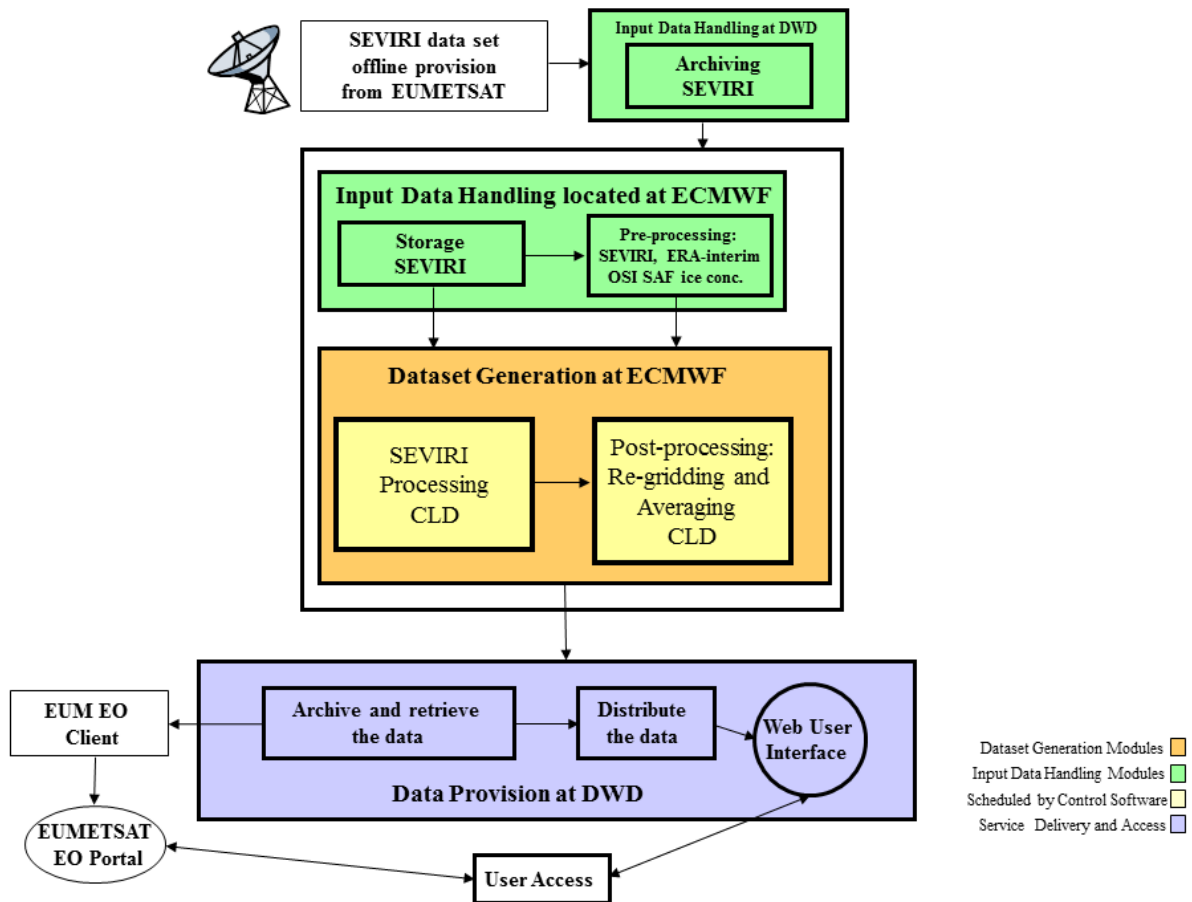 SEVIRI data set
offline provision
from EUMETSAT
Input Data Handling at DWD
Archiving
SEVIRI
Input Data Handling located at ECMWF
Storage
SEVIRI
Pre-processing:
SEVIRI, ERA-interim
OSI SAF ice conc.
Dataset Generation at ECMWF
SEVIRI
Processing
CLD
Post-processing:
Re-gridding and
Averaging
CLD
EUM EO
Client
Archive and retrieve
the data
Distribute
the data
Web User
Interface
Data Provision at DWD
EUMETSAT
EO Portal
User Access
Dataset Generation Modules
Input Data Handling Modules
Scheduled by Control Software
Service Delivery and Access